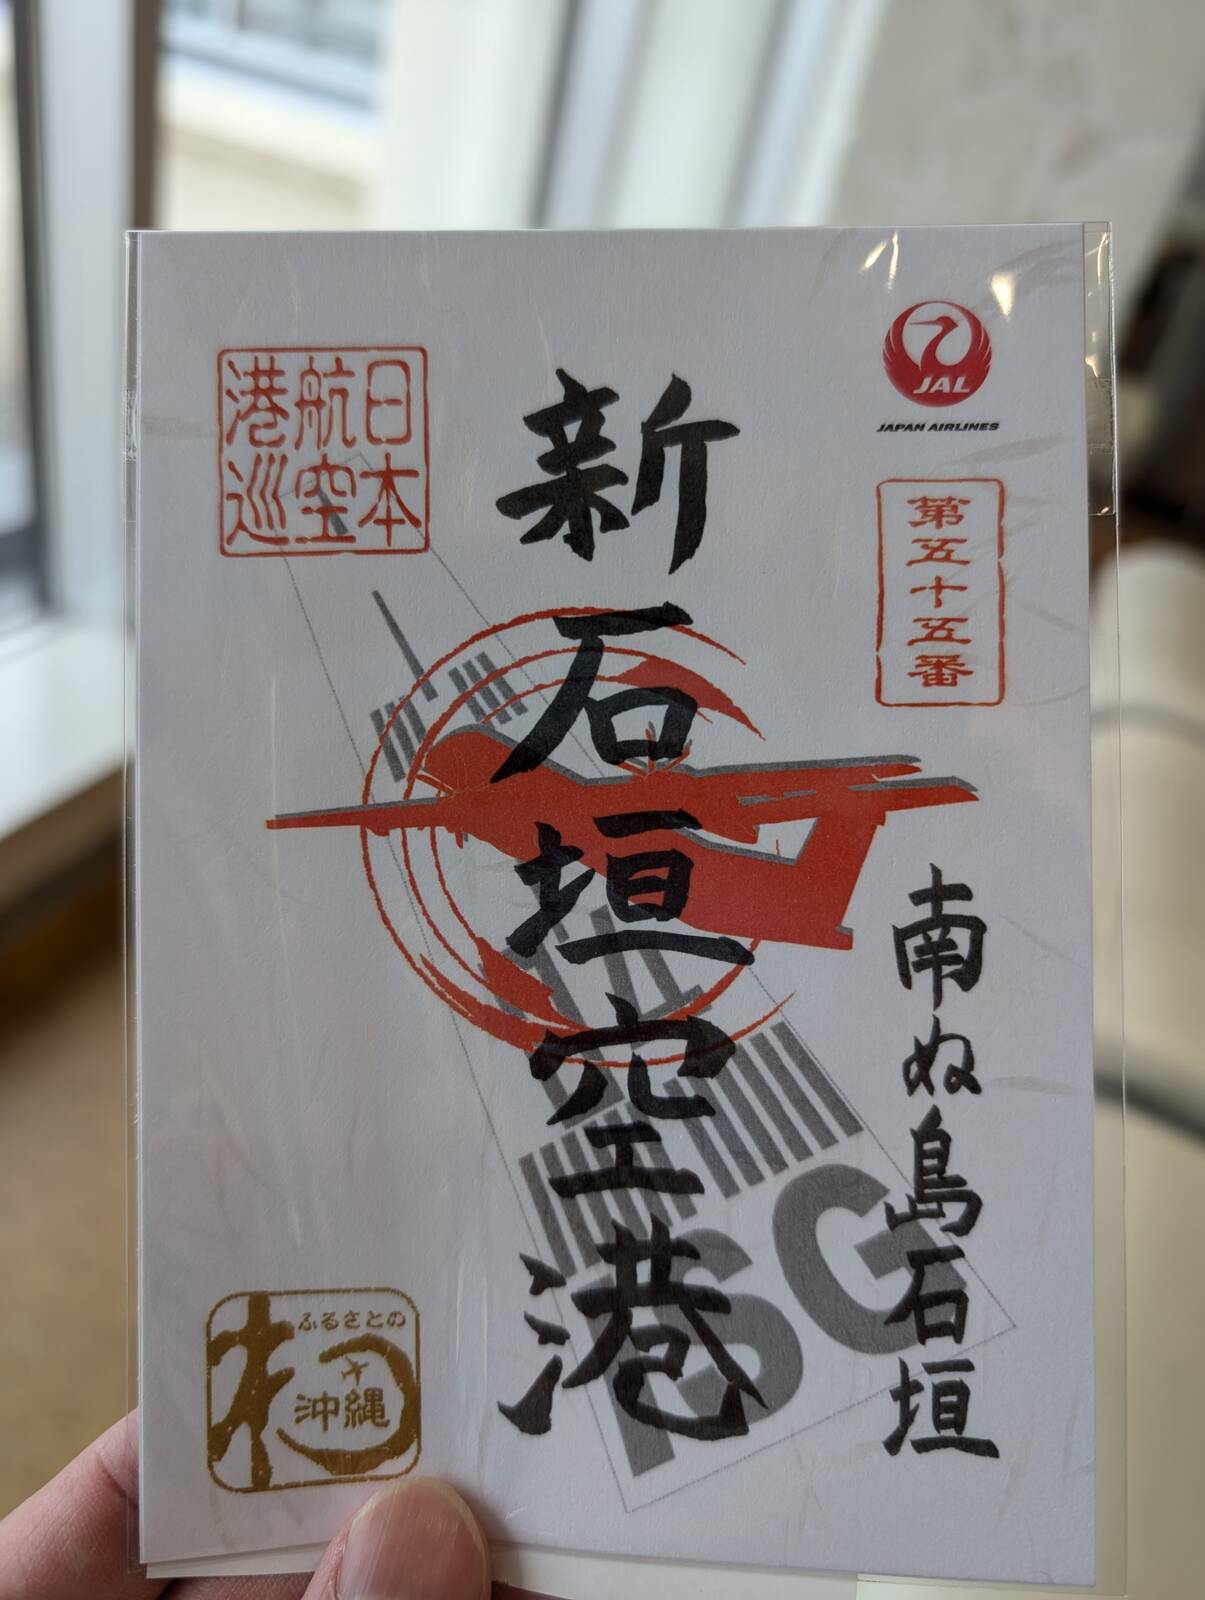 JAL
JAPAN AIRLINES
第五十五番
南ぬ島石垣
新石垣空港
日本
航空
港巡
ISG
ふるさとの
沖縄